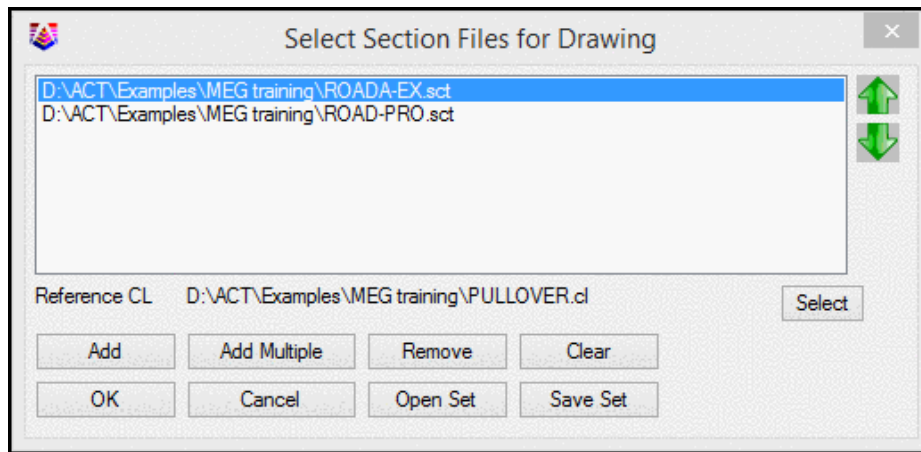 Select Section Files for Drawing
D:\ACT\Examples\MEG training\ROADA-EX.sct
D:\ACT\Examples\MEG training\ROAD-PRO.sct
Reference CL D:\ACT\Examples\MEG training\PULLOVER.cl
Select
Add Add Multiple Remove Clear
OK Cancel Open Set Save Set